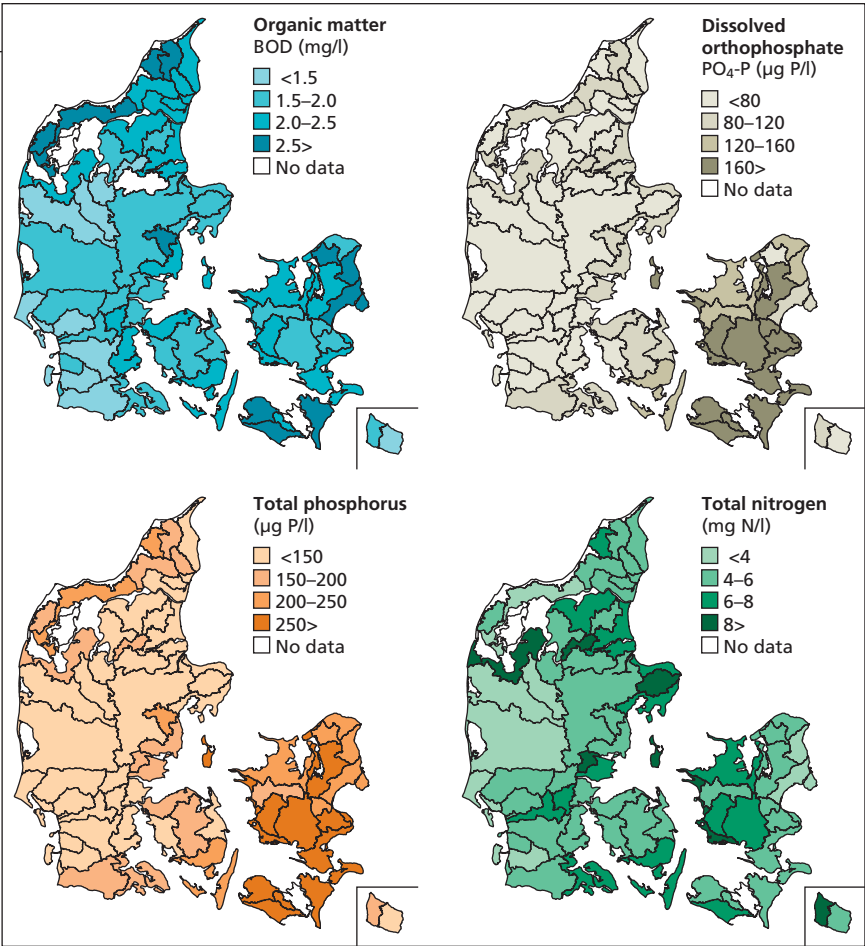 Organic matter
BOD (mg/l)
<1.5
1.5–2.0
2.0–2.5
2.5>
No data
Dissolved
orthophosphate
PO₄-P (µg P/l)
<80
80–120
120–160
160>
No data
Total phosphorus
(µg P/l)
<150
150–200
200–250
250>
No data
Total nitrogen
(mg N/l)
<4
4–6
6–8
8>
No data